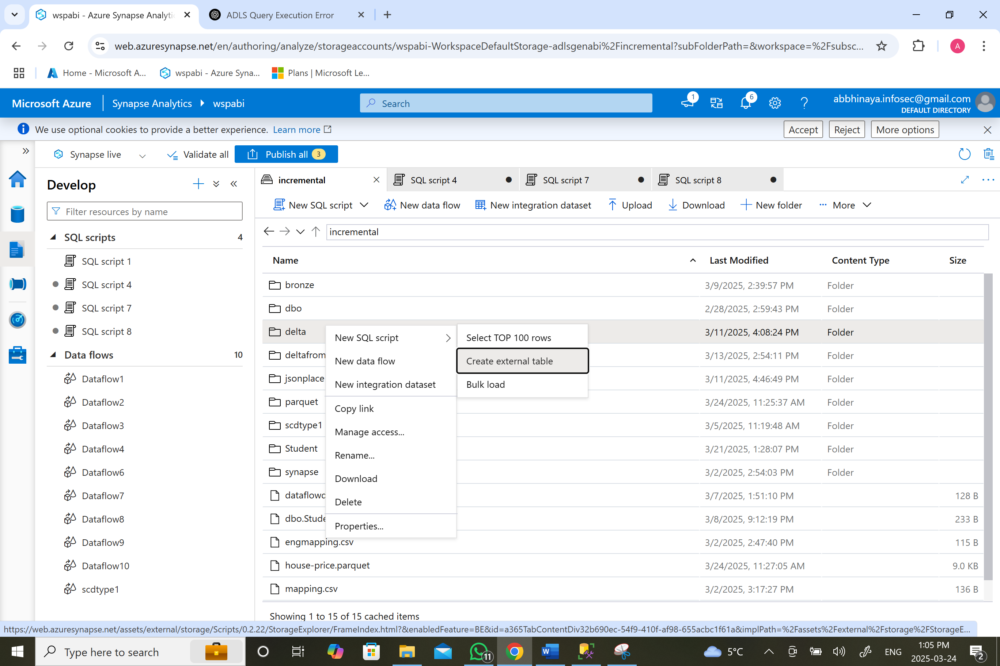 wspabi - Azure Synapse Analytic
ADLS Query Execution Error
web.azuresynapse.net/en/authoring/analyze/storageaccounts/wspabi-WorkspaceDefaultStorage-adlsgenabi%2Fincremental?subFolderPath=&workspace=%2Fsubsc...
A
Home - Microsoft A...
wspabi - Azure Syna...
Plans | Microsoft Le...
Microsoft Azure
Synapse Analytics
wspabi
Search
1
6
abbhinaya.infosec@gmail.com
DEFAULT DIRECTORY
We use optional cookies to provide a better experience. Learn more
Accept
Reject
More options
Synapse live
Validate all
Publish all 3
Develop
Filter resources by name
SQL scripts 4
SQL script 1
SQL script 4
SQL script 7
SQL script 8
Data flows 10
Dataflow1
Dataflow2
Dataflow3
Dataflow4
Dataflow6
Dataflow7
Dataflow8
Dataflow9
Dataflow10
scdtype1
incremental
SQL script 4
SQL script 7
SQL script 8
New SQL script
New data flow
New integration dataset
Upload
Download
New folder
More
incremental
Name Last Modified Content Type Size
bronze 3/9/2025, 2:39:57 PM Folder
dbo 2/28/2025, 2:59:43 PM Folder
delta 3/11/2025, 4:08:24 PM Folder
deltafrom 3/13/2025, 2:54:11 PM Folder
jsonplace 3/11/2025, 4:46:49 PM Folder
parquet 3/24/2025, 11:25:37 AM Folder
scdtype1 3/5/2025, 11:19:48 AM Folder
Student 3/21/2025, 1:28:07 PM Folder
synapse 3/2/2025, 2:54:03 PM Folder
dataflow 3/7/2025, 1:51:10 PM 128 B
dbo.Stude 3/8/2025, 9:12:19 PM 233 B
engmapping.csv 3/2/2025, 2:47:40 PM 115 B
house-price.parquet 3/24/2025, 11:27:05 AM 9.0 KB
mapping.csv 3/2/2025, 3:17:27 PM 136 B
New SQL script
New data flow
New integration dataset
Copy link
Manage access...
Rename...
Download
Delete
Properties...
Select TOP 100 rows
Create external table
Bulk load
Showing 1 to 15 of 15 cached items
https://web.azuresynapse.net/assets/external/storage/Scripts/0.2.22/StorageExplorer/FrameIndex.html?&enabledFeature=BE&id=a365TabContentDiv32b690ec-54f9-410f-af98-655acbc1f61a&implPath=%2Fassets%2Fexternal%2Fstorage%2FStorageE...
Type here to search
11
5°C
ENG
1:05 PM
2025-03-24
2